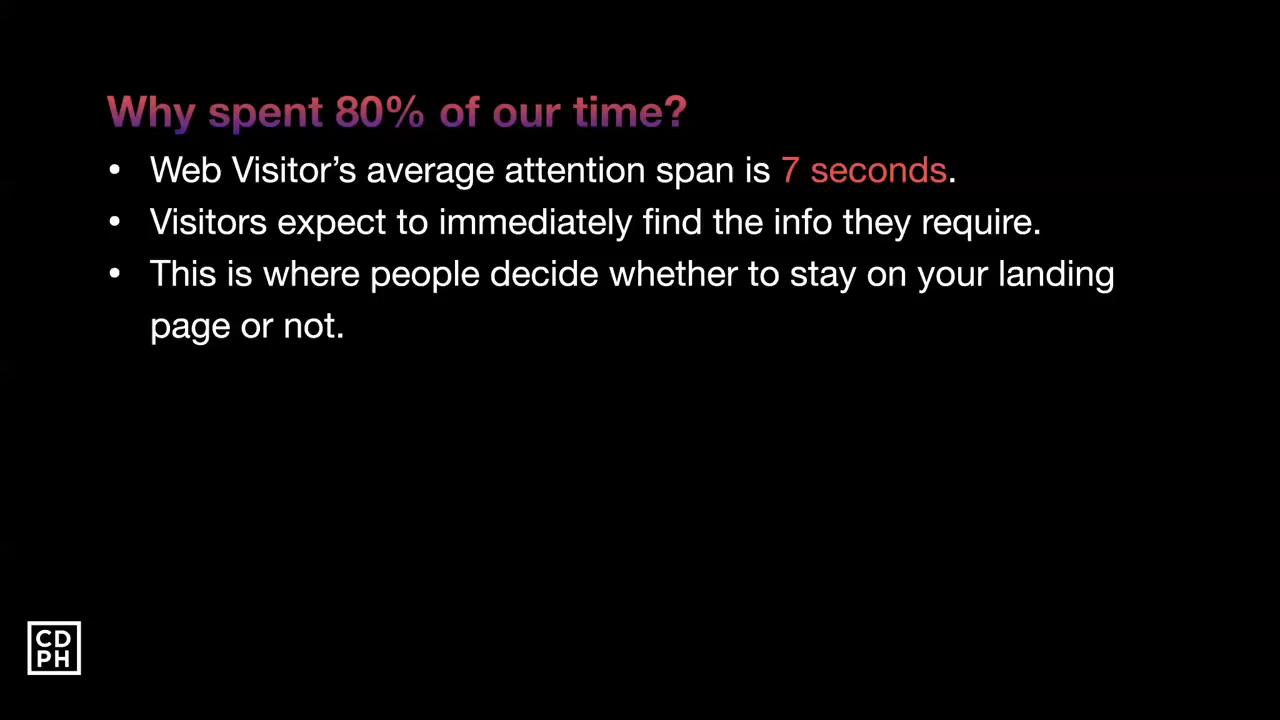 Why spent 80% of our time?
• Web Visitor’s average attention span is 7 seconds.
• Visitors expect to immediately find the info they require.
• This is where people decide whether to stay on your landing
page or not.
CD
PH